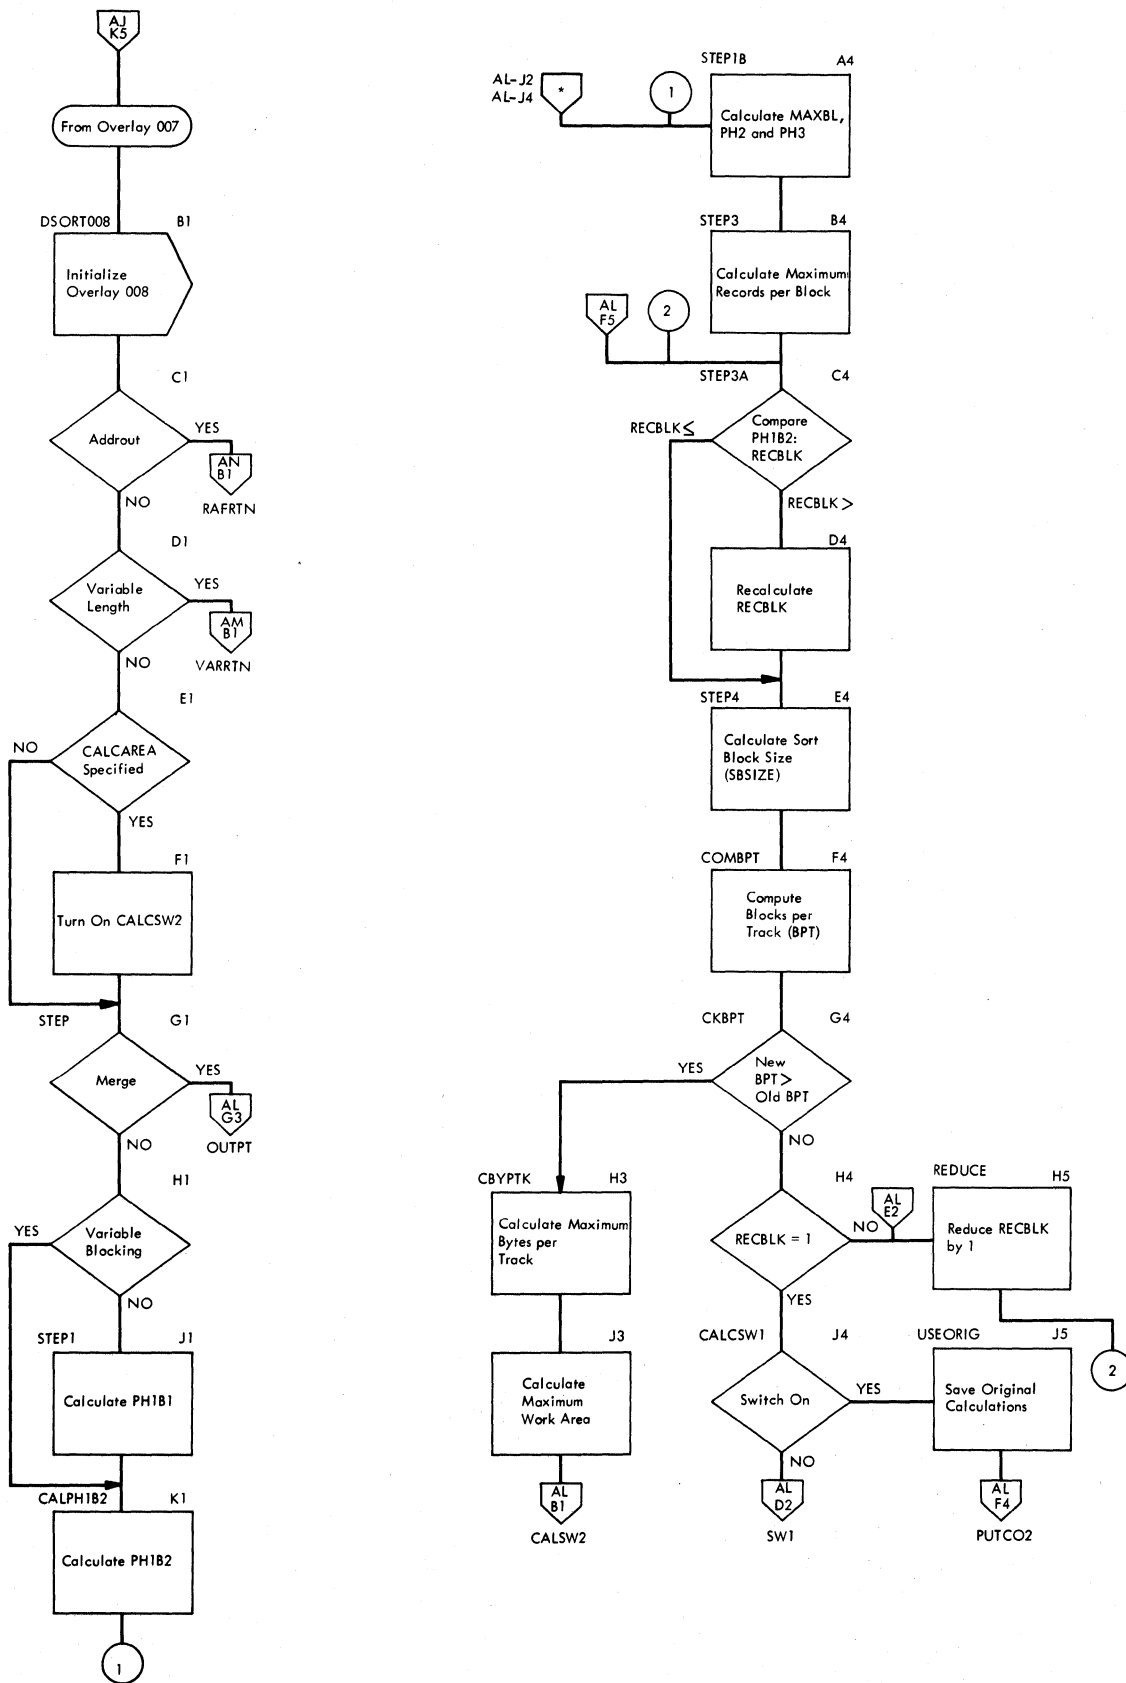 AJ
K5
From Overlay 007
DSORT008
B1
Initialize
Overlay 008
C1
Addrout
YES
AN
B1
RAFRTN
NO
D1
Variable
Length
YES
AM
B1
VARRTN
NO
E1
NO
CALCAREA
Specified
YES
F1
Turn On CALCSW2
STEP
G1
Merge
YES
AL
G3
OUTPT
NO
H1
YES
Variable
Blocking
NO
STEP1
J1
Calculate PH1B1
CALPH1B2
K1
Calculate PH1B2
1
STEP1B
A4
AL-J2
AL-J4
*
1
Calculate MAXBL,
PH2 and PH3
STEP3
B4
Calculate Maximum
Records per Block
AL
F5
2
STEP3A
C4
RECBLK≤
Compare
PH1B2:
RECBLK
RECBLK >
D4
Recalculate
RECBLK
STEP4
E4
Calculate Sort
Block Size
(SBSIZE)
COMBPT
F4
Compute
Blocks per
Track (BPT)
CKBPT
G4
YES
New
BPT >
Old BPT
NO
CBYPTK
H3
Calculate Maximum
Bytes per
Track
H4
RECBLK = 1
NO
AL
E2
REDUCE
H5
Reduce RECBLK
by 1
2
YES
J3
Calculate
Maximum
Work Area
AL
B1
CALSW2
CALCSW1
J4
Switch On
YES
NO
AL
D2
SW1
USEORIG
J5
Save Original
Calculations
AL
F4
PUTCO2